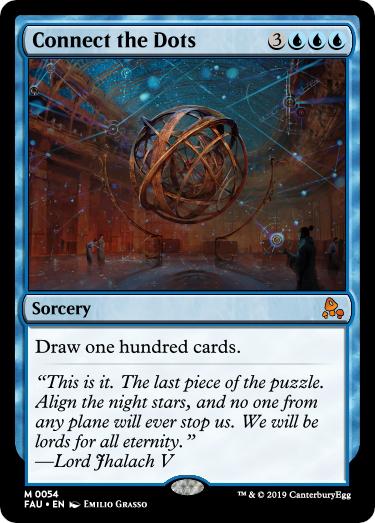 Connect the Dots 3
Sorcery
Draw one hundred cards.
“This is it. The last piece of the puzzle.
Align the night stars, and no one from
any plane will ever stop us. We will be
lords for all eternity.”
—Lord Jhalach V
M 0054
FAU • EN Emilio Grasso
™ & © 2019 CanterburyEgg